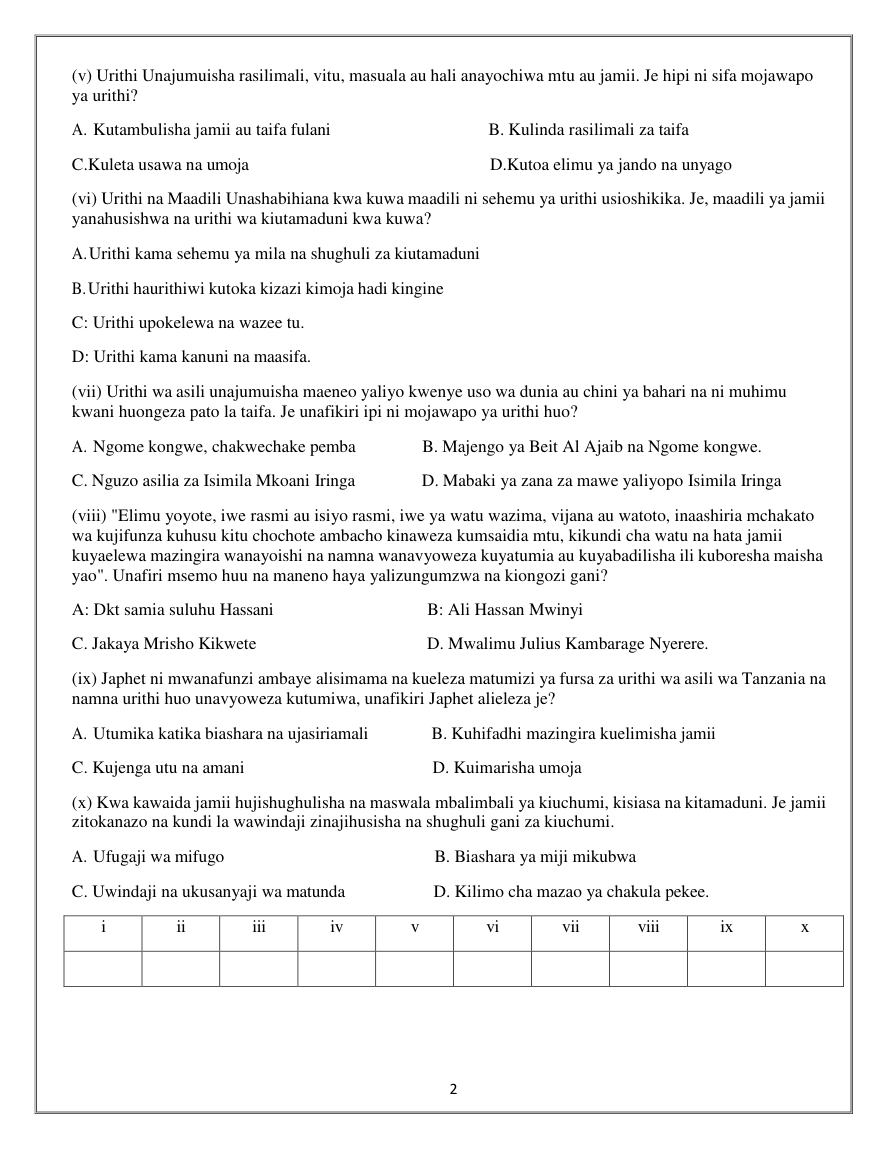 (v) Urithi Unajumuisha rasilimali, vitu, masuala au hali anayochiwa mtu au jamii. Je hipi ni sifa mojawapo
ya urithi?
A. Kutambulisha jamii au taifa fulani B. Kulinda rasilimali za taifa
C.Kuleta usawa na umoja D.Kutoa elimu ya jando na unyago
(vi) Urithi na Maadili Unashabihiana kwa kuwa maadili ni sehemu ya urithi usioshikika. Je, maadili ya jamii
yanahusishwa na urithi wa kiutamaduni kwa kuwa?
A.Urithi kama sehemu ya mila na shughuli za kiutamaduni
B.Urithi haurithiwi kutoka kizazi kimoja hadi kingine
C: Urithi upokelewa na wazee tu.
D: Urithi kama kanuni na maasifa.
(vii) Urithi wa asili unajumuisha maeneo yaliyo kwenye uso wa dunia au chini ya bahari na ni muhimu
kwani huongeza pato la taifa. Je unafikiri ipi ni mojawapo ya urithi huo?
A. Ngome kongwe, chakwechake pemba B. Majengo ya Beit Al Ajaib na Ngome kongwe.
C. Nguzo asilia za Isimila Mkoani Iringa D. Mabaki ya zana za mawe yaliyopo Isimila Iringa
(viii) "Elimu yoyote, iwe rasmi au isiyo rasmi, iwe ya watu wazima, vijana au watoto, inaashiria mchakato
wa kujifunza kuhusu kitu chochote ambacho kinaweza kumsaidia mtu, kikundi cha watu na hata jamii
kuyaelewa mazingira wanayoishi na namna wanavyoweza kuyatumia au kuyabadilisha ili kuboresha maisha
yao". Unafiri msemo huu na maneno haya yalizungumzwa na kiongozi gani?
A: Dkt samia suluhu Hassani B: Ali Hassan Mwinyi
C. Jakaya Mrisho Kikwete D. Mwalimu Julius Kambarage Nyerere.
(ix) Japhet ni mwanafunzi ambaye alisimama na kueleza matumizi ya fursa za urithi wa asili wa Tanzania na
namna urithi huo unavyoweza kutumiwa, unafikiri Japhet alieleza je?
A. Utumika katika biashara na ujasiriamali B. Kuhifadhi mazingira kuelimisha jamii
C. Kujenga utu na amani D. Kuimarisha umoja
(x) Kwa kawaida jamii hujishughulisha na maswala mbalimbali ya kiuchumi, kisiasa na kitamaduni. Je jamii
zitokanazo na kundi la wawindaji zinajihusisha na shughuli gani za kiuchumi.
A. Ufugaji wa mifugo B. Biashara ya miji mikubwa
C. Uwindaji na ukusanyaji wa matunda D. Kilimo cha mazao ya chakula pekee.
i ii iii iv v vi vii viii ix x
2